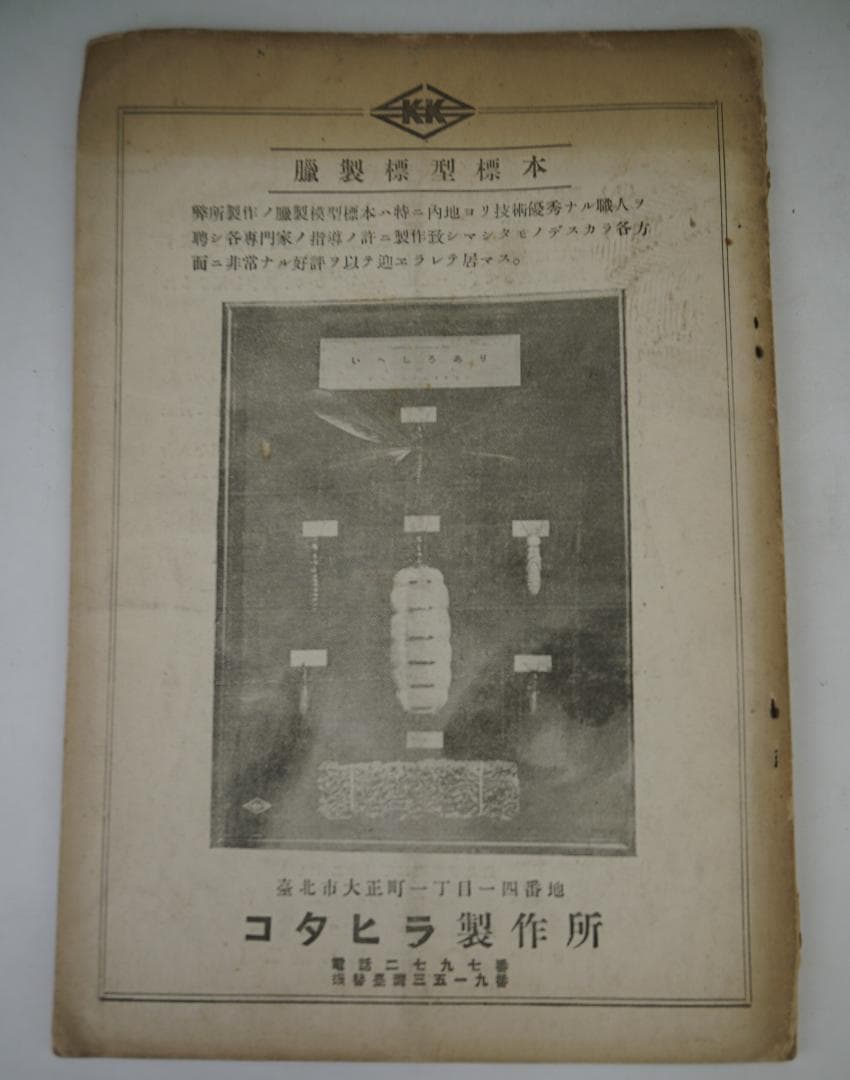 KK
臘製標型標本
弊所製作ノ臘製模型標本ハ特ニ內地ヨリ技術優秀ナル職人ヲ
聘シ各專門家ノ指導ノ許ニ製作致シマシタモノデスカラ各方
面ニ非常ナル好評ヲ以テ迎ヱラレテ居マス。
いへしろあり
臺北市大正町一丁目一四番地
コタヒラ製作所
電話二七九七番
振替臺灣三五一九番